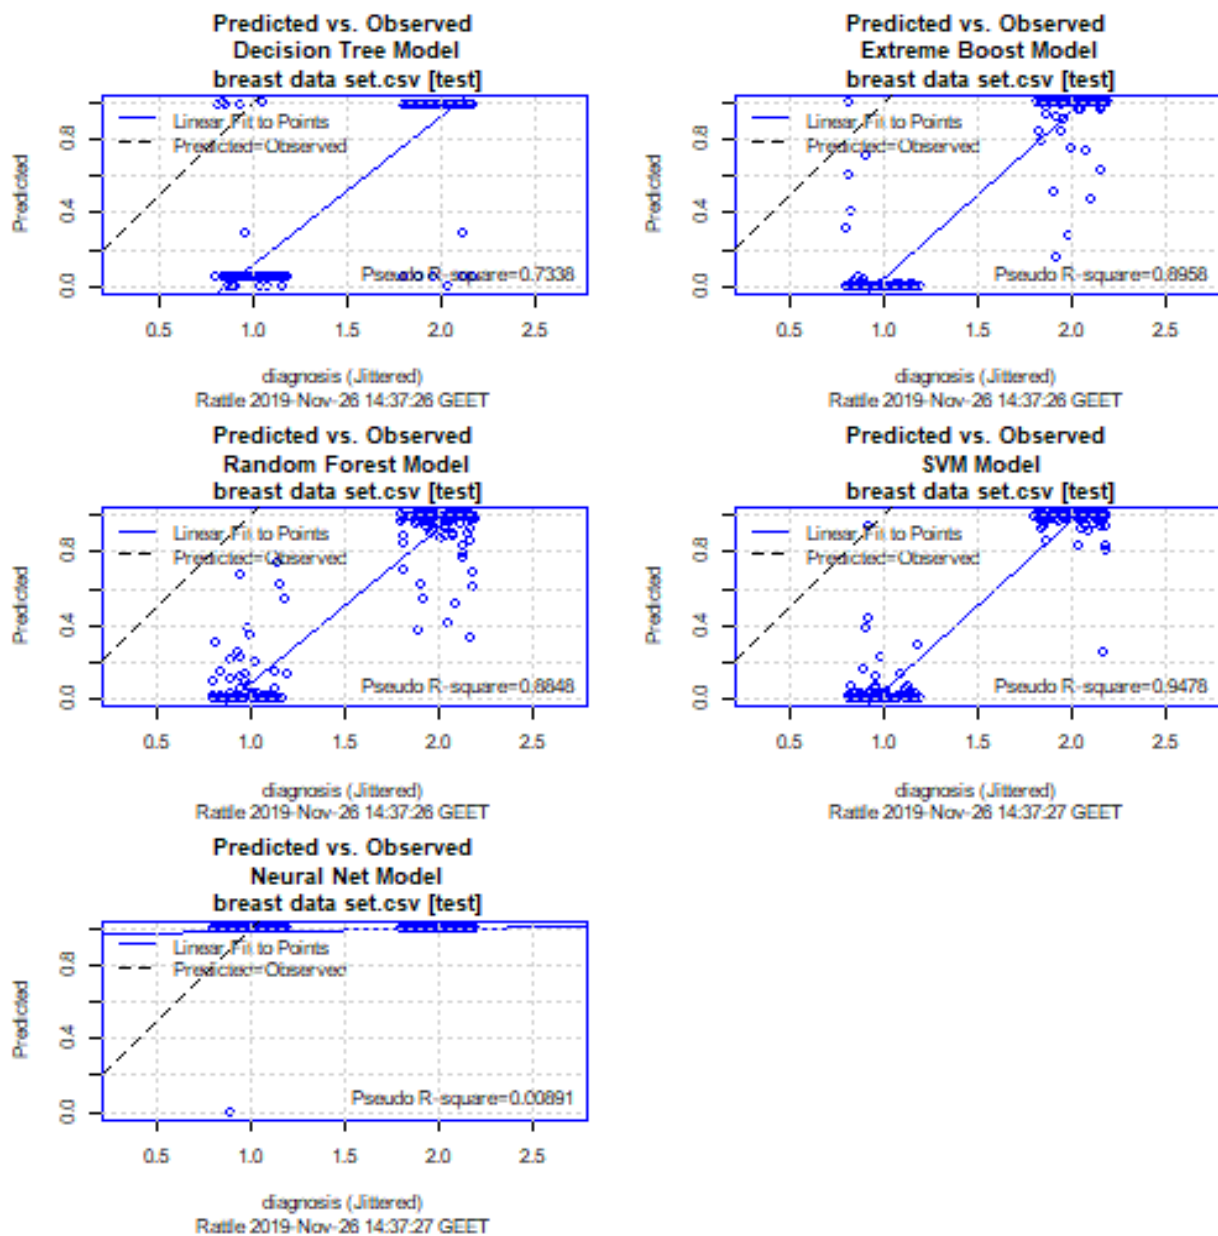 Predicted vs. Observed
Decision Tree Model
breast data set.csv [test]
Linear Fit to Points
Predicted=Observed
Predicted
0.8
0.4
0.0
Pseudo R-square=0.7338
0.5 1.0 1.5 2.0 2.5
diagnosis (Jittered)
Rattle 2019-Nov-26 14:37:26 GEET
Predicted vs. Observed
Extreme Boost Model
breast data set.csv [test]
Linear Fit to Points
Predicted=Observed
Predicted
0.8
0.4
0.0
Pseudo R-square=0.8958
0.5 1.0 1.5 2.0 2.5
diagnosis (Jittered)
Rattle 2019-Nov-26 14:37:26 GEET
Predicted vs. Observed
Random Forest Model
breast data set.csv [test]
Linear Fit to Points
Predicted=Observed
Predicted
0.8
0.4
0.0
Pseudo R-square=0.8848
0.5 1.0 1.5 2.0 2.5
diagnosis (Jittered)
Rattle 2019-Nov-26 14:37:26 GEET
Predicted vs. Observed
SVM Model
breast data set.csv [test]
Linear Fit to Points
Predicted=Observed
Predicted
0.8
0.4
0.0
Pseudo R-square=0.9478
0.5 1.0 1.5 2.0 2.5
diagnosis (Jittered)
Rattle 2019-Nov-26 14:37:27 GEET
Predicted vs. Observed
Neural Net Model
breast data set.csv [test]
Linear Fit to Points
Predicted=Observed
Predicted
0.8
0.4
0.0
Pseudo R-square=0.00891
0.5 1.0 1.5 2.0 2.5
diagnosis (Jittered)
Rattle 2019-Nov-26 14:37:27 GEET